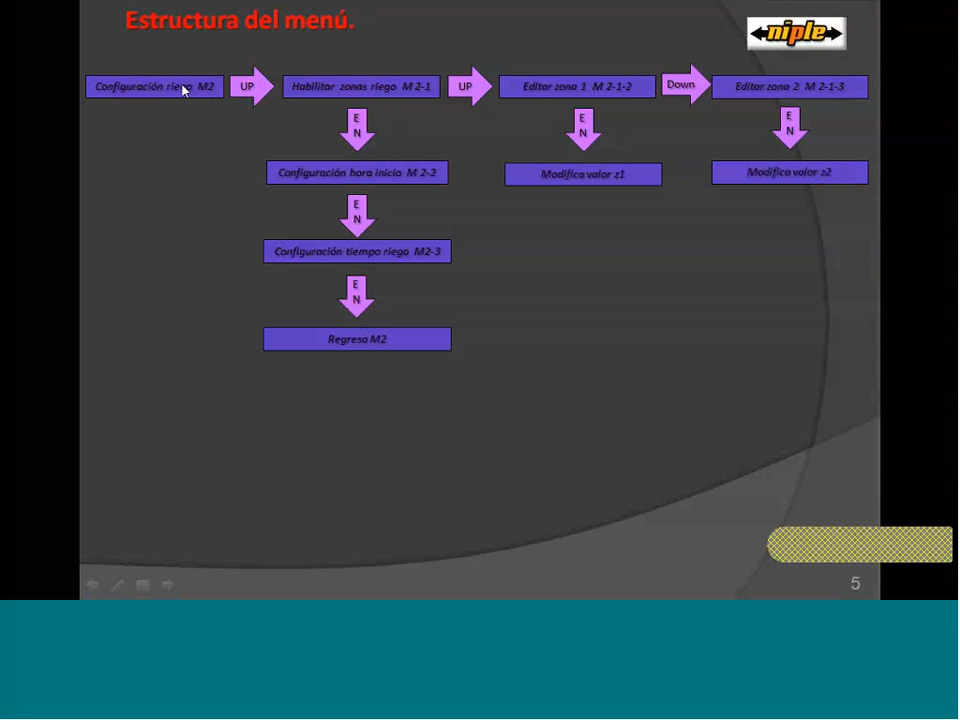 Estructura del menú.
niple
Configuración riego M2
UP
Habilitar zonas riego M 2-1
UP
Editar zona 1 M 2-1-2
Down
Editar zona 2 M 2-1-3
E
N
E
N
E
N
Configuración hora inicio M 2-2
Modifica valor z1
Modifica valor z2
E
N
Configuración tiempo riego M2-3
E
N
Regresa M2
5